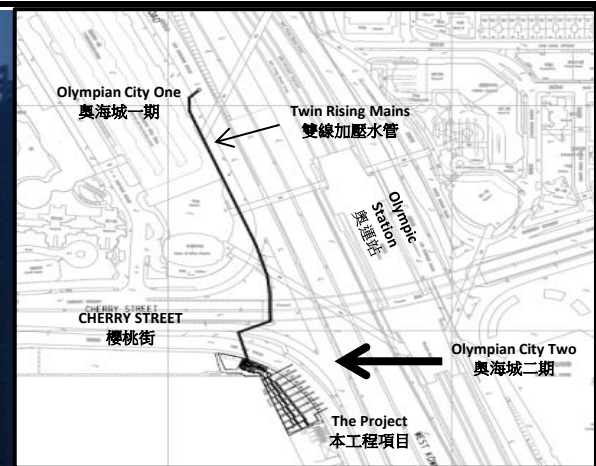 Olympian City One
奧海城一期
Twin Rising Mains
雙線加壓水管
Olympic
Station
奧運站
CHERRY STREET
CHERRY STREET
櫻桃街
Olympian City Two
奧海城二期
The Project
本工程項目